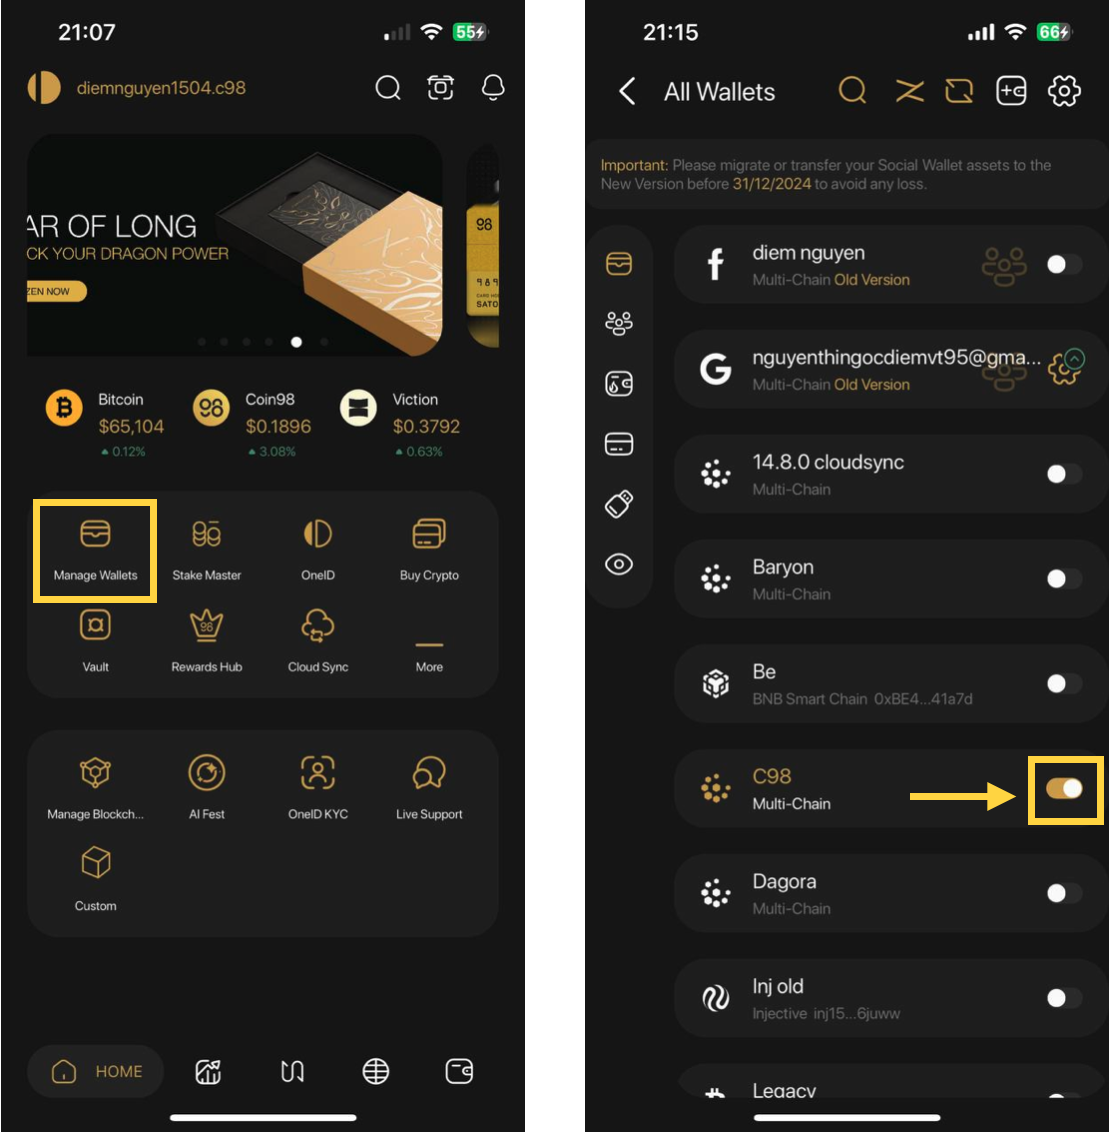 21:07
55
diemnguyen1504.c98
AR OF LONG
CK YOUR DRAGON POWER
ZEN NOW
98
SATO
Bitcoin
$65,104
0.12%
98
Coin98
$0.1896
3.08%
Viction
$0.3792
0.63%
Manage Wallets
Stake Master
OneID
Buy Crypto
Vault
Rewards Hub
Cloud Sync
More
Manage Blockch...
AI Fest
OneID KYC
Live Support
Custom
HOME
21:15
66
All Wallets
Important: Please migrate or transfer your Social Wallet assets to the
New Version before 31/12/2024 to avoid any loss.
diem nguyen
Multi-Chain Old Version
nguyenthingocdiemvt95@gma...
Multi-Chain Old Version
14.8.0 cloudsync
Multi-Chain
Baryon
Multi-Chain
Be
BNB Smart Chain 0xBE4...41a7d
C98
Multi-Chain
Dagora
Multi-Chain
Inj old
Injective inj15...6juww
Legacy